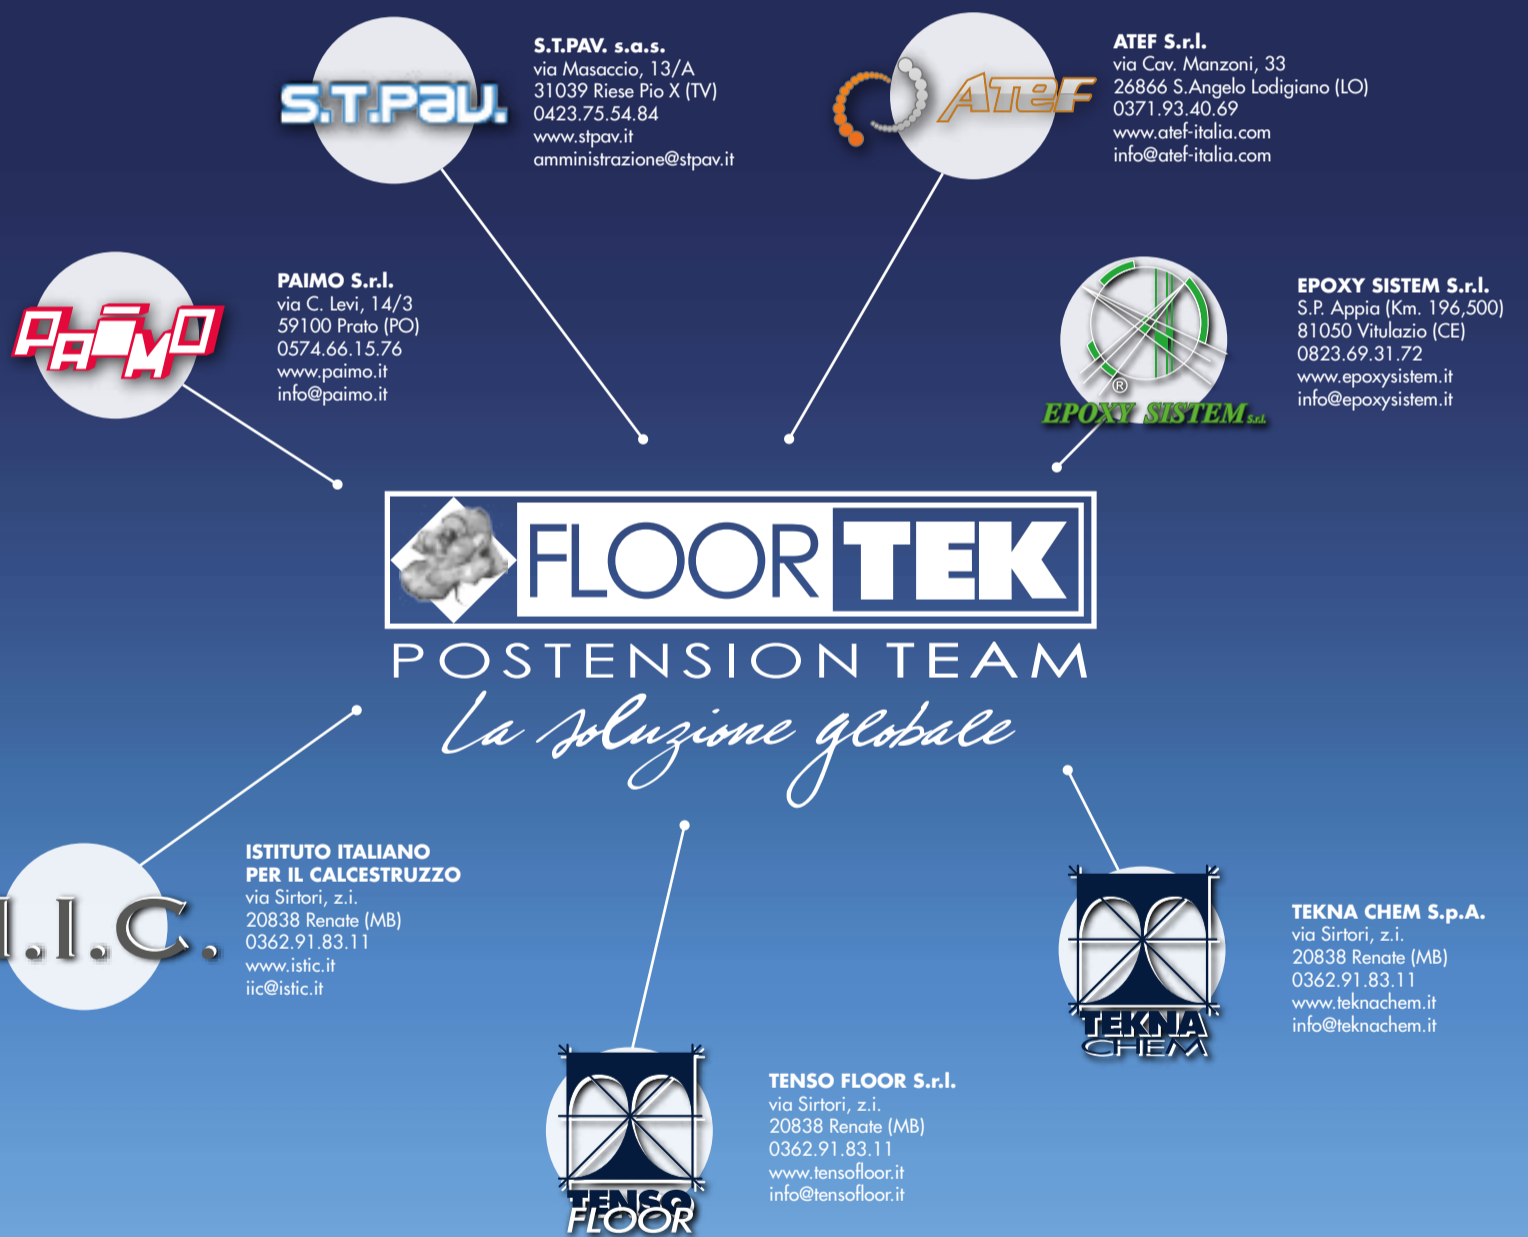 S.T.PAV.
S.T.PAV. s.a.s.
via Masaccio, 13/A
31039 Riese Pio X (TV)
0423.75.54.84
www.stpav.it
amministrazione@stpav.it
ATEF
ATEF S.r.l.
via Cav. Manzoni, 33
26866 S.Angelo Lodigiano (LO)
0371.93.40.69
www.atef-italia.com
info@atef-italia.com
PAIMO
PAIMO S.r.l.
via C. Levi, 14/3
59100 Prato (PO)
0574.66.15.76
www.paimo.it
info@paimo.it
®
EPOXY SISTEM s.r.l.
EPOXY SISTEM S.r.l.
S.P. Appia (Km. 196,500)
81050 Vitulazio (CE)
0823.69.31.72
www.epoxysistem.it
info@epoxysistem.it
FLOORTEK
POSTENSION TEAM
La soluzione globale
I.I.C.
ISTITUTO ITALIANO
PER IL CALCESTRUZZO
via Sirtori, z.i.
20838 Renate (MB)
0362.91.83.11
www.istic.it
iic@istic.it
TEKNA
CHEM
TEKNA CHEM S.p.A.
via Sirtori, z.i.
20838 Renate (MB)
0362.91.83.11
www.teknachem.it
info@teknachem.it
TENSO
FLOOR
TENSO FLOOR S.r.l.
via Sirtori, z.i.
20838 Renate (MB)
0362.91.83.11
www.tensofloor.it
info@tensofloor.it